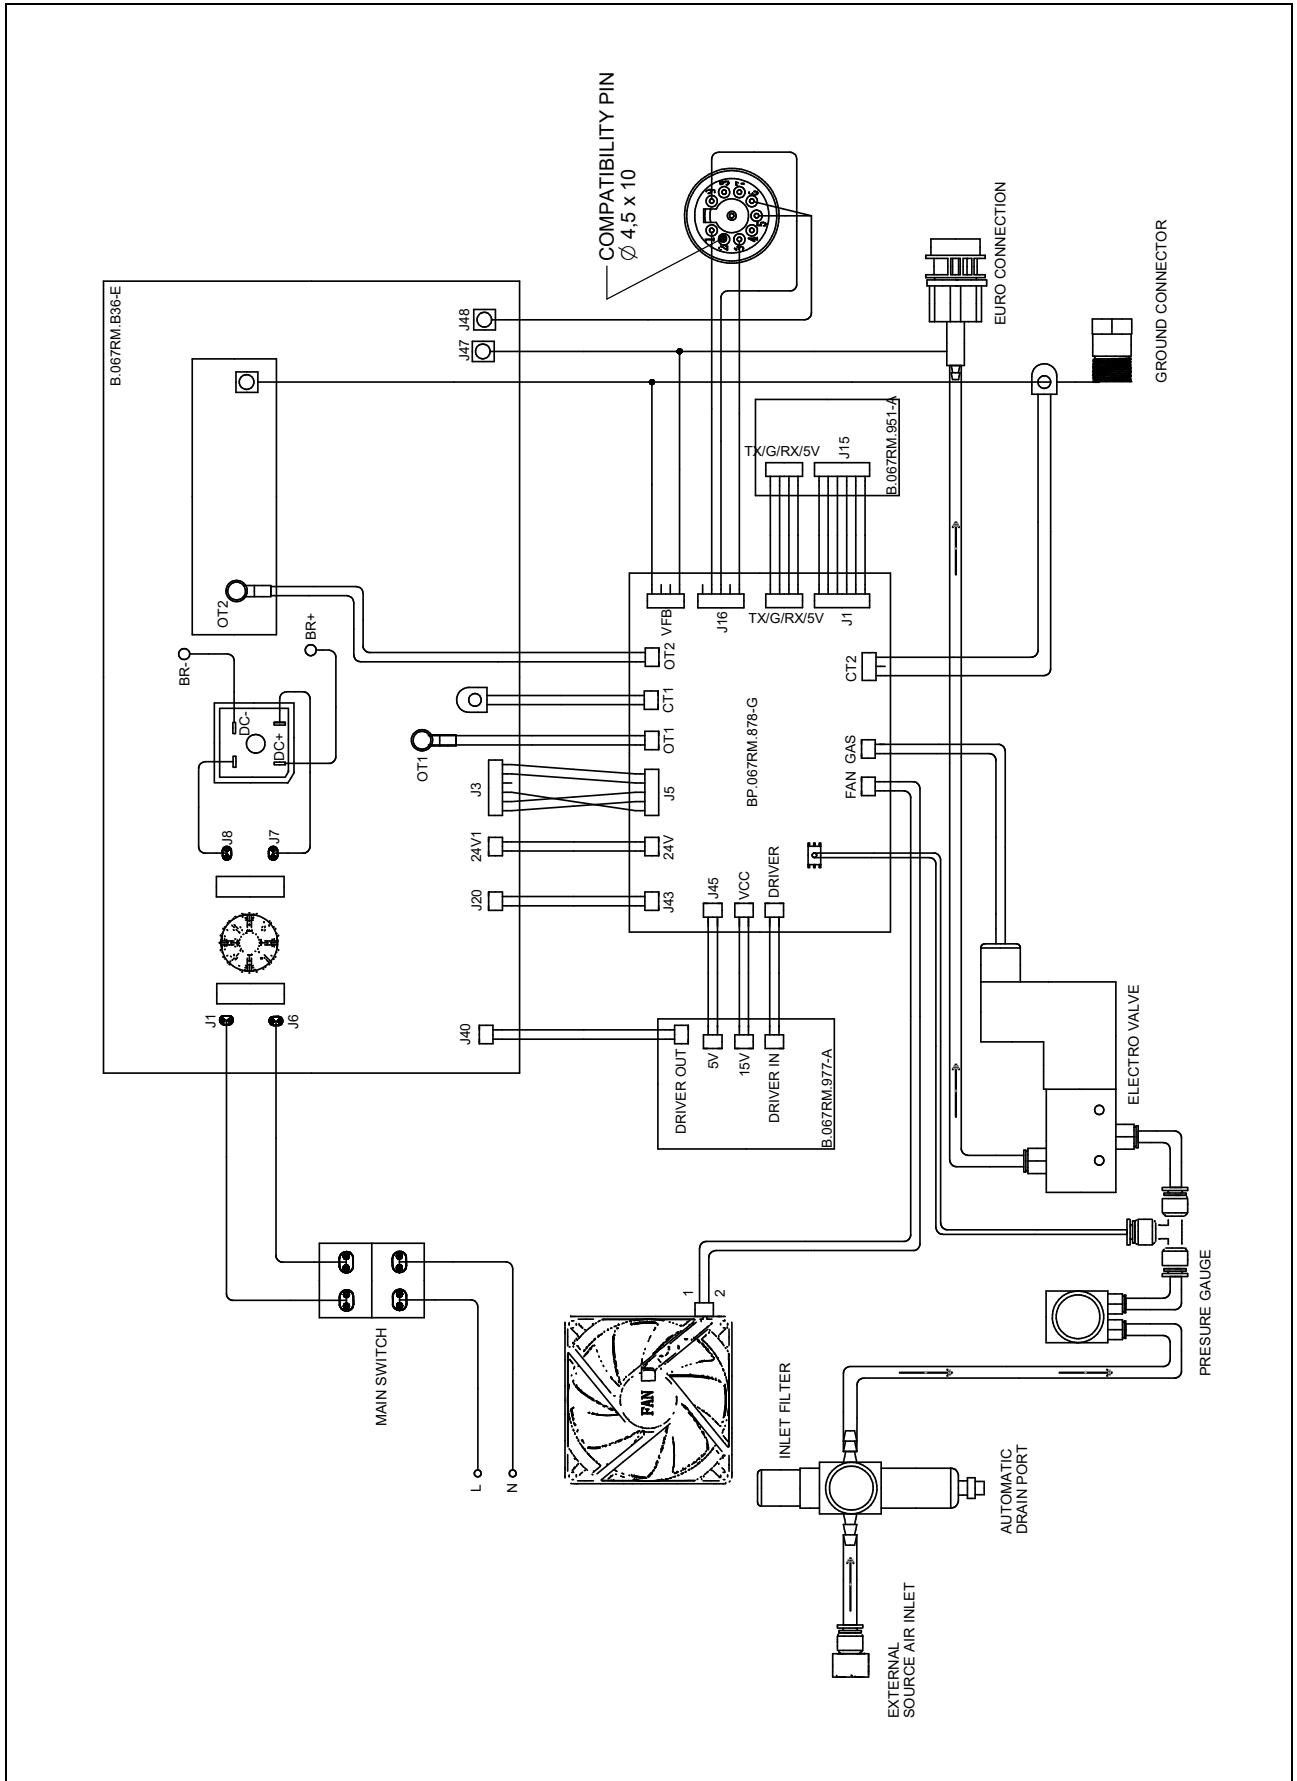 COMPATIBILITY PIN
Ø 4,5 x 10
B.067RM.B36-E
J48
J47
OT2
BR-
BR+
DC-
DC+
J8
J7
J1
J6
OT1
J3
24V1
J20
J40
EURO CONNECTION
GROUND CONNECTOR
TX/G/RX/5V
J15
B.067RM.951-A
VFB
J16
TX/G/RX/5V
J1
OT2
CT1
OT1
J5
24V
J43
BP.067RM.878-G
CT2
GAS
FAN
J45
VCC
DRIVER
DRIVER OUT
5V
15V
DRIVER IN
B.067RM.977-A
ELECTRO VALVE
MAIN SWITCH
L
N
1
2
FAN
PRESURE GAUGE
INLET FILTER
AUTOMATIC
DRAIN PORT
EXTERNAL
SOURCE AIR INLET